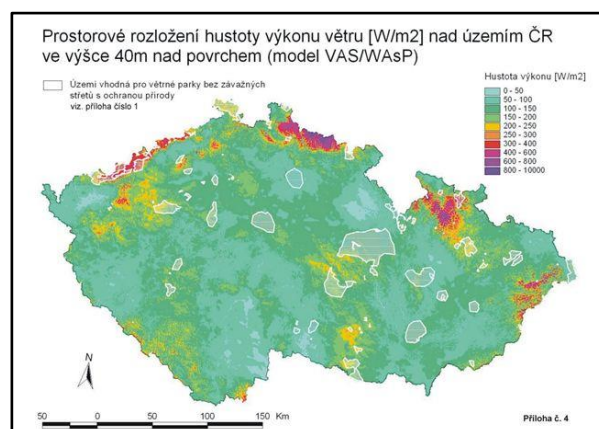 Prostorové rozložení hustoty výkonu větru [W/m2] nad územím ČR
ve výšce 40m nad povrchem (model VAS/WAsP)
Území vhodná pro větrné parky bez závažných
střetů s ochranou přírody
viz. příloha číslo 1
Hustota výkonu [W/m2]
0 - 50
50 - 100
100 - 150
150 - 200
200 - 250
250 - 300
300 - 400
400 - 600
600 - 800
800 - 10000
N
50 0 50 100 150 Km
Příloha č. 4